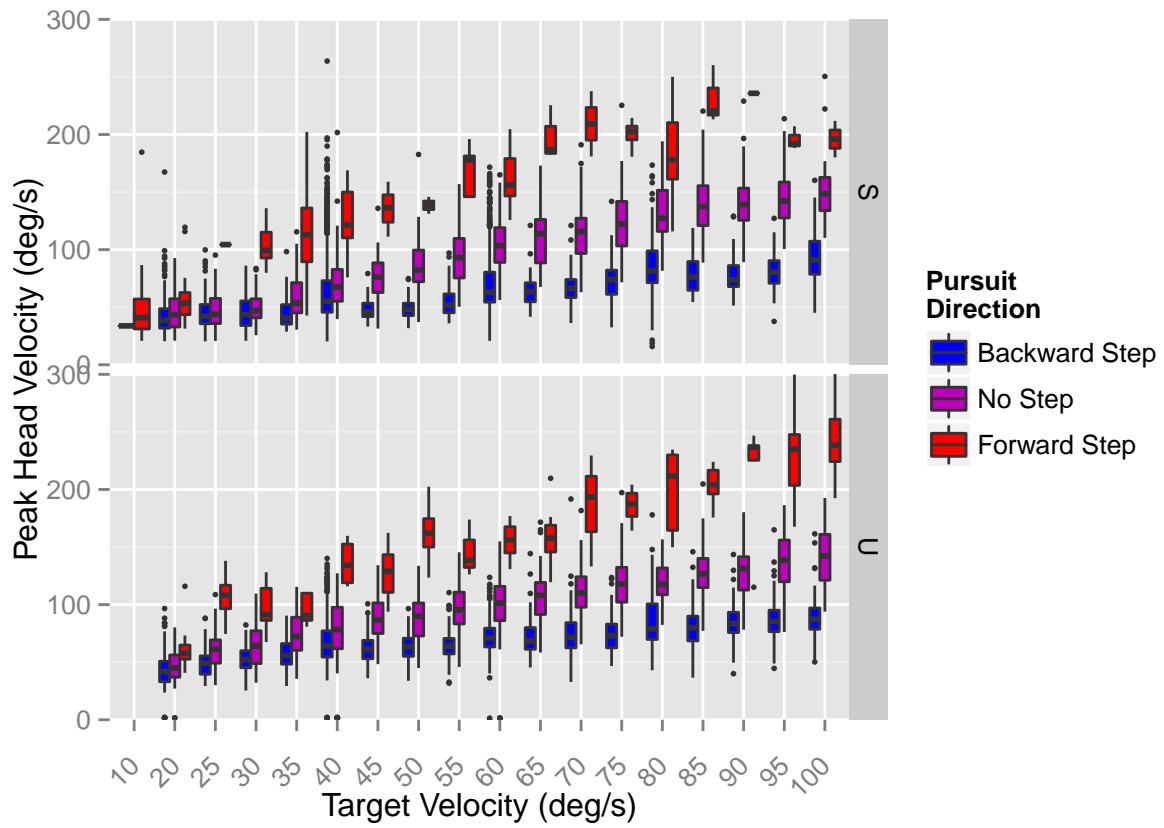 300
200
100
0
S
300
200
100
0
U
Peak Head Velocity (deg/s)
10 20 25 30 35 40 45 50 55 60 65 70 75 80 85 90 95 100
Target Velocity (deg/s)
Pursuit
Direction
Backward Step
No Step
Forward Step